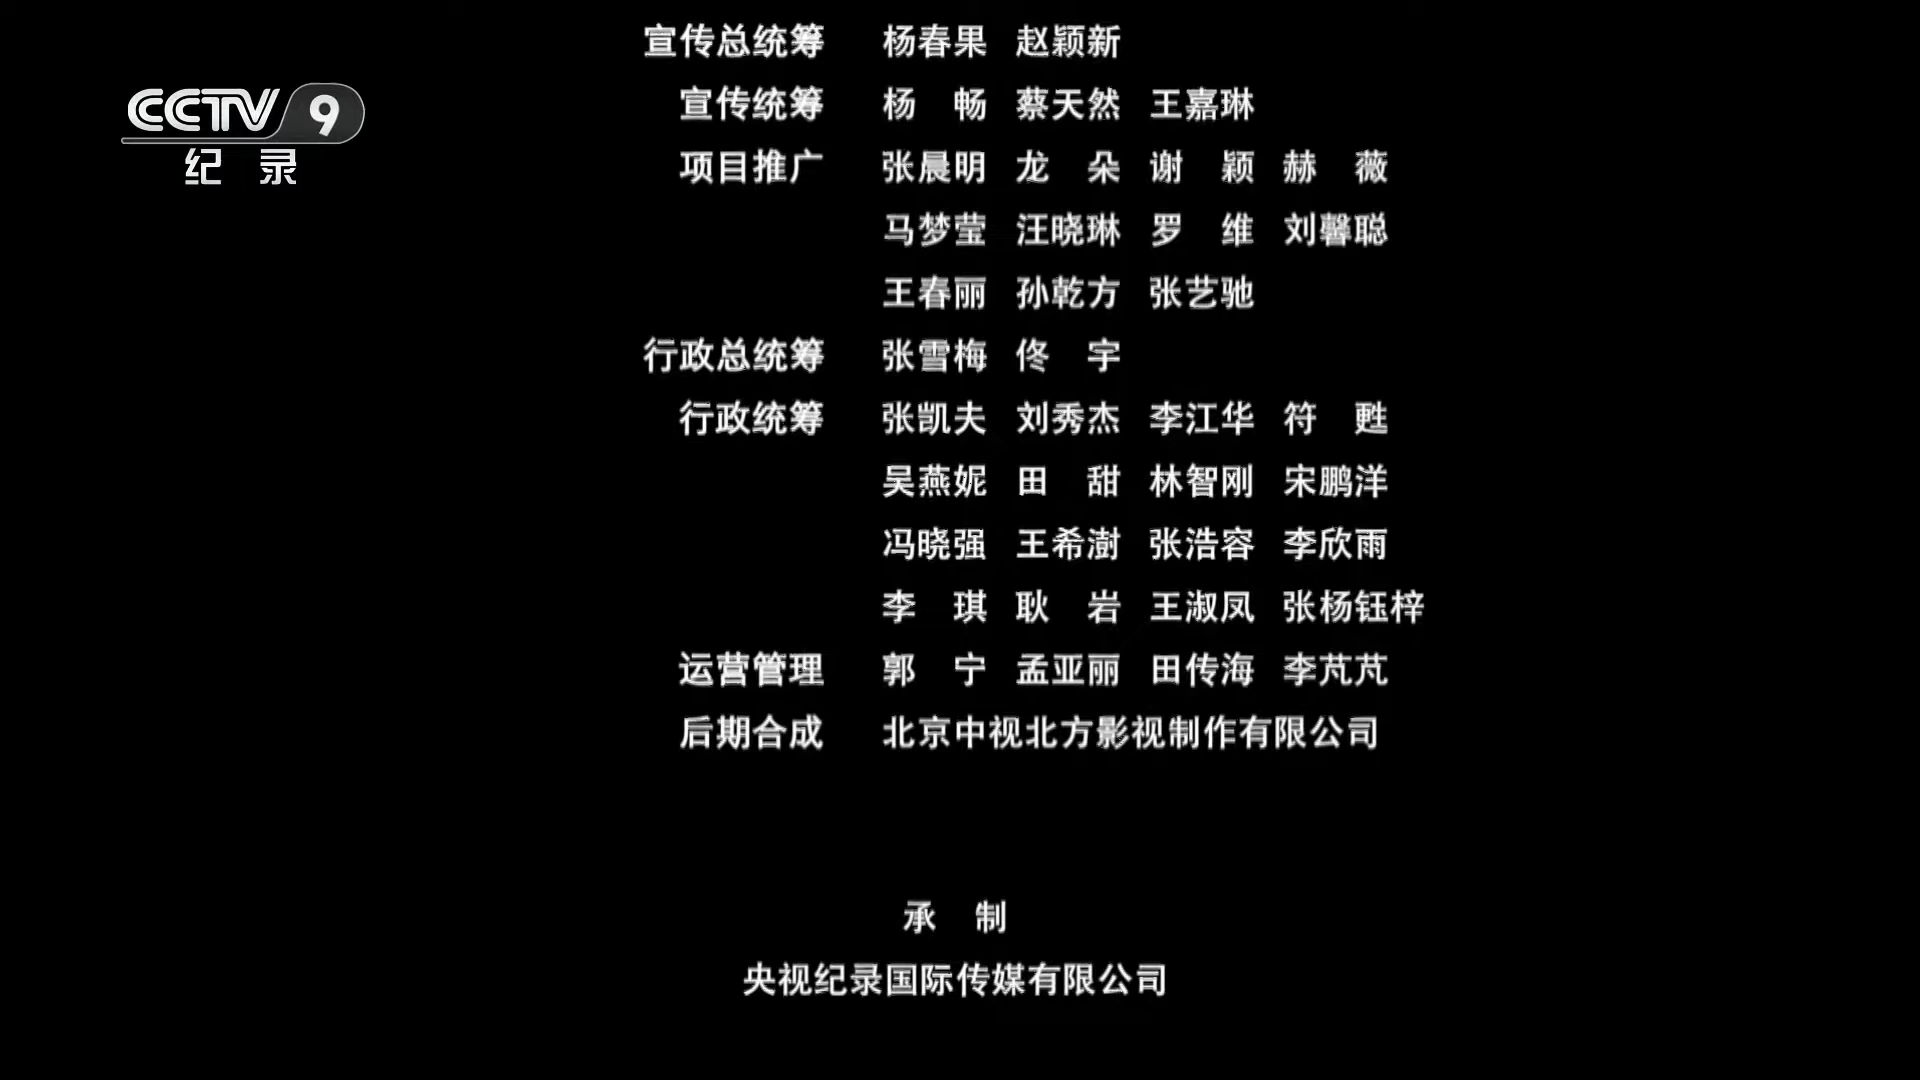 宣传总统筹 杨春果 赵颖新
CCTV 9
纪 录
宣传统筹 杨 畅 蔡天然 王嘉琳
项目推广 张晨明 龙 朵 谢 颖 赫 薇
马梦莹 汪晓琳 罗 维 刘馨聪
王春丽 孙乾方 张艺驰
行政总统筹 张雪梅 佟 宇
行政统筹 张凯夫 刘秀杰 李江华 符 甦
吴燕妮 田 甜 林智刚 宋鹏洋
冯晓强 王希澍 张浩容 李欣雨
李 琪 耿 岩 王淑凤 张杨钰梓
运营管理 郭 宁 孟亚丽 田传海 李芃芃
后期合成 北京中视北方影视制作有限公司
承 制
央视纪录国际传媒有限公司